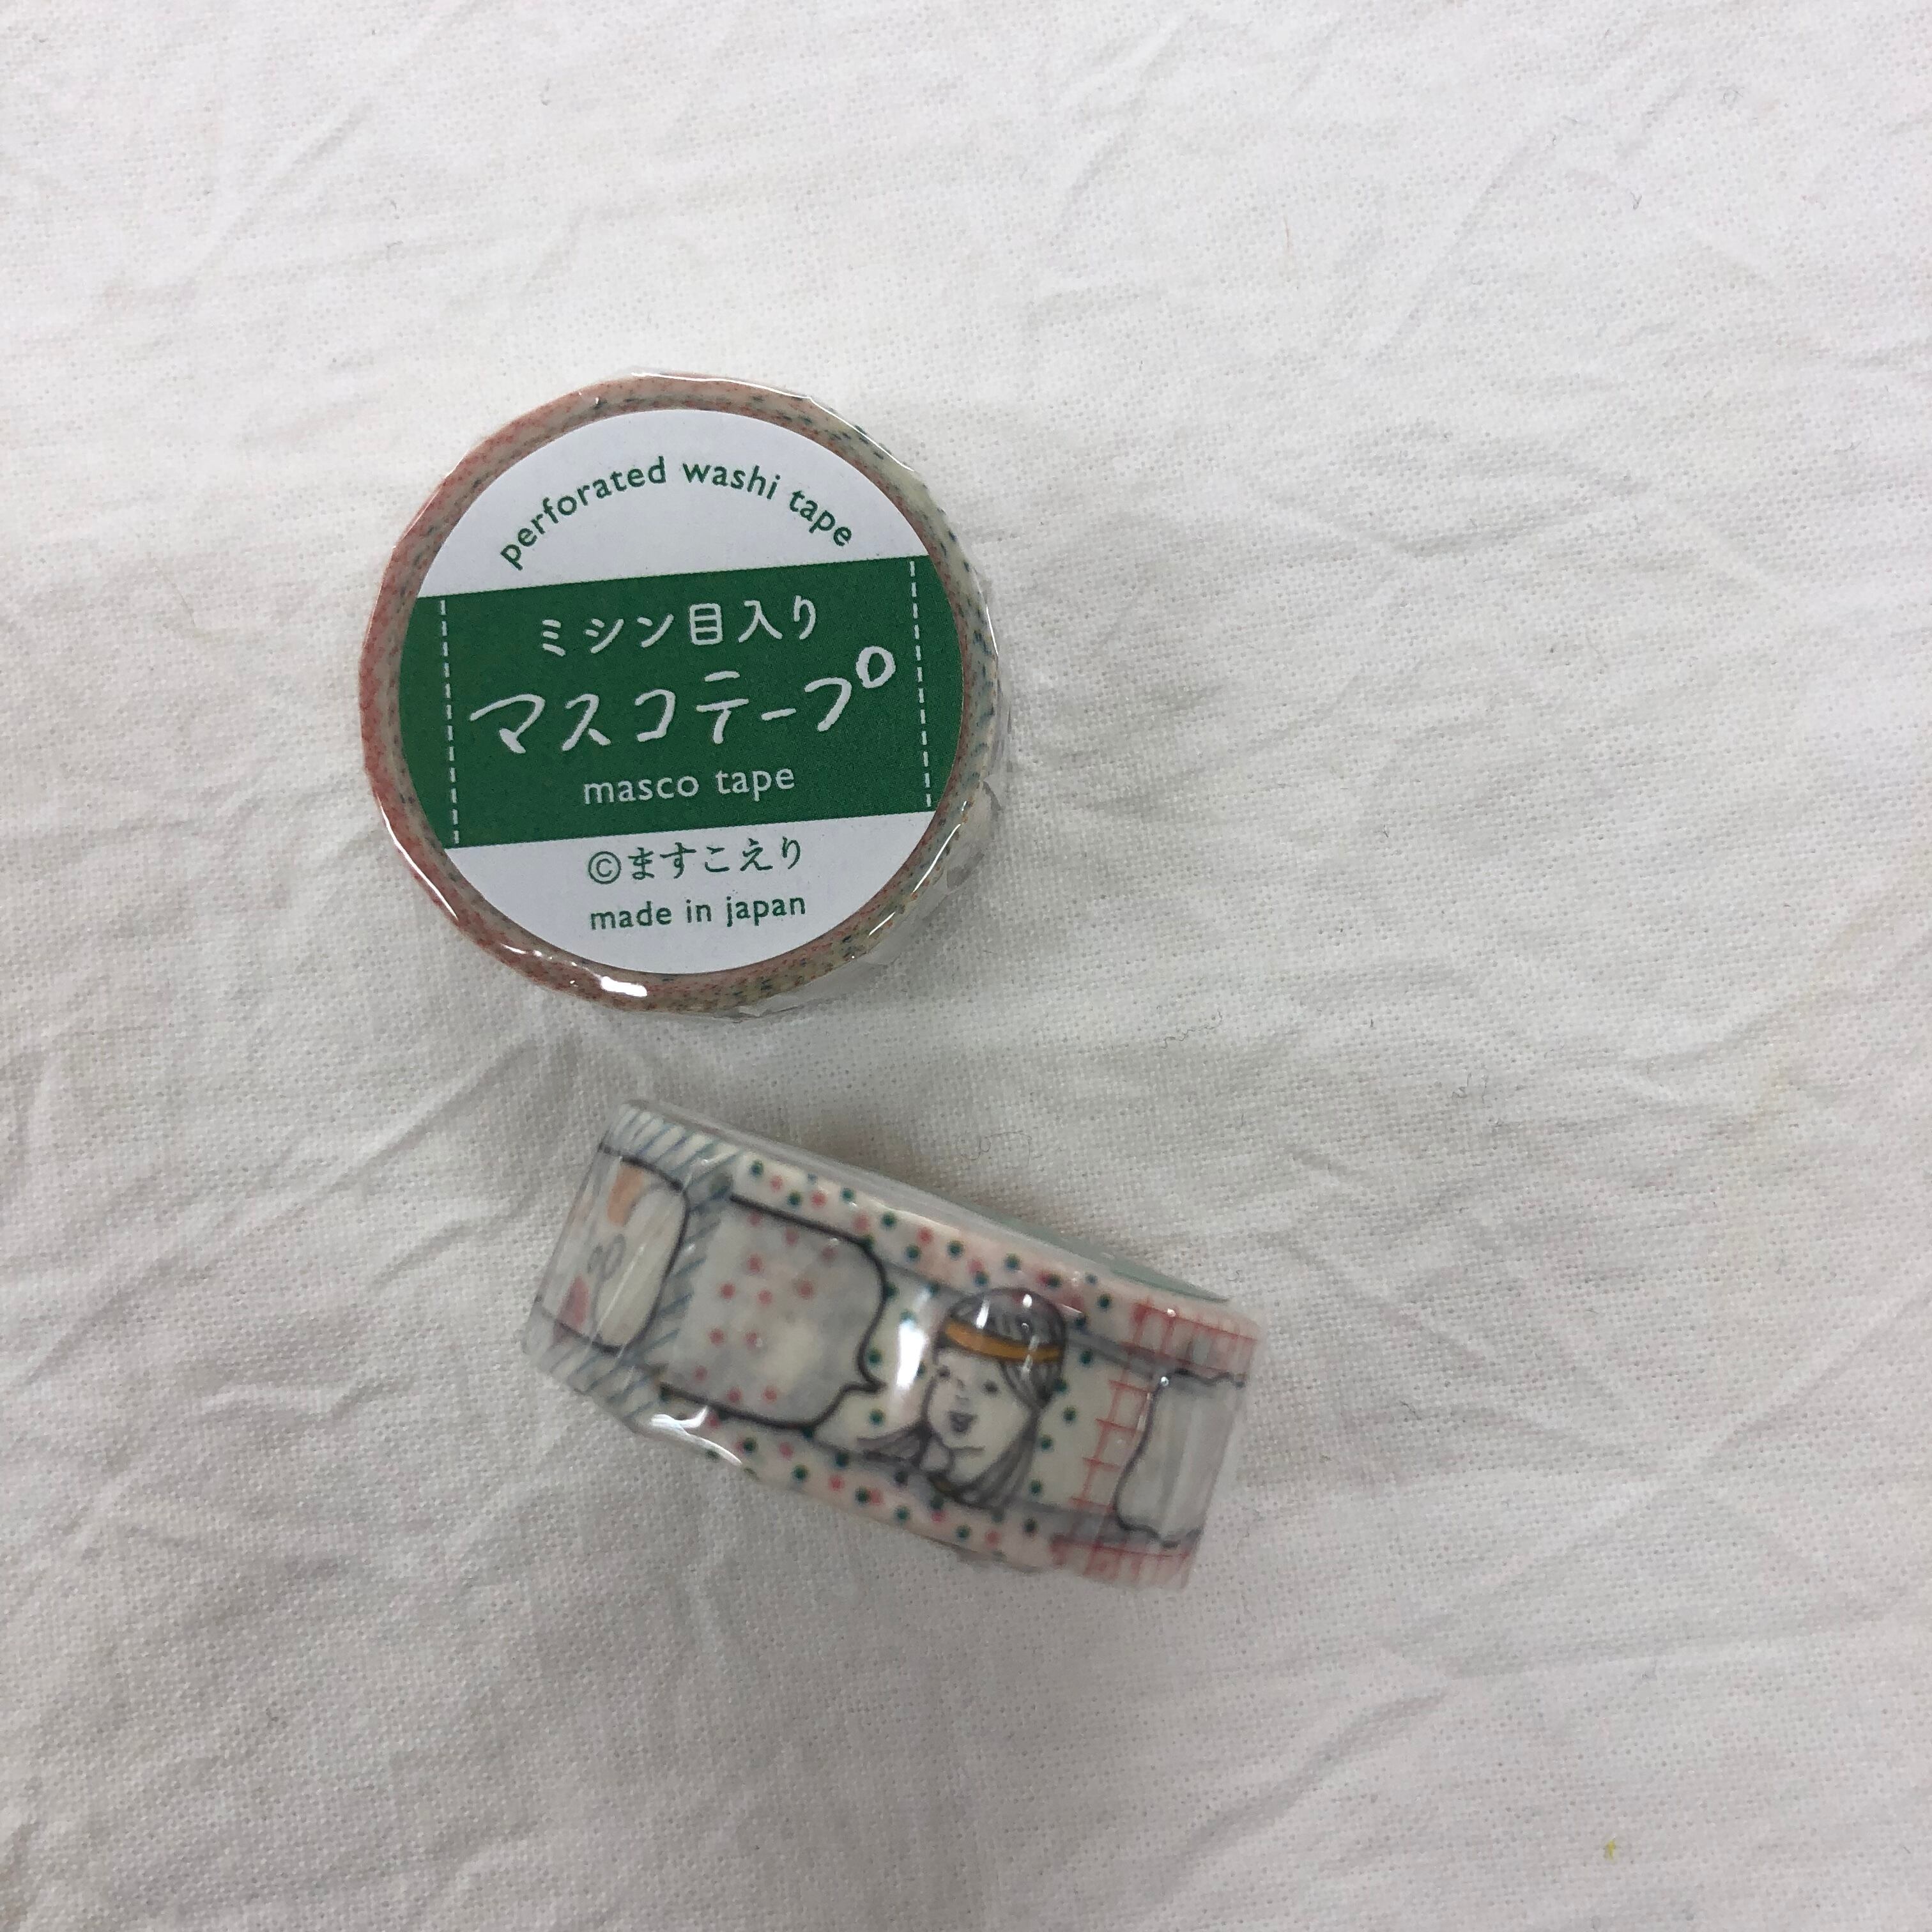 perforated washi tape
ミシン目入り
マスコテープ
masco tape
©ますこえり
made in japan